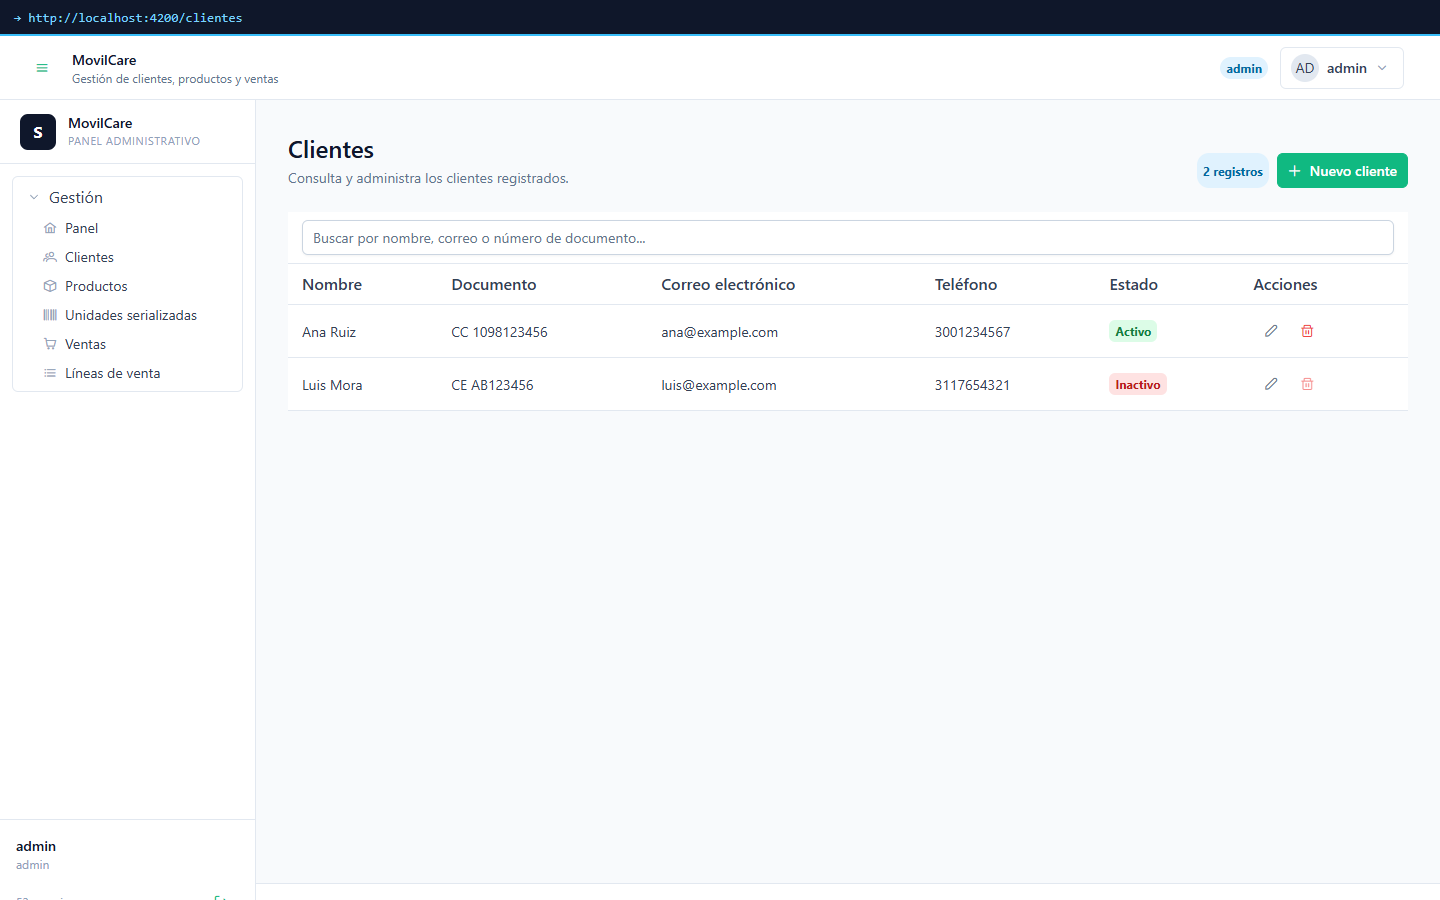 → http://localhost:4200/clientes
MovilCare
Gestión de clientes, productos y ventas
admin
AD admin
S
MovilCare
PANEL ADMINISTRATIVO
Gestión
Panel
Clientes
Productos
Unidades serializadas
Ventas
Líneas de venta
admin
admin
Clientes
Consulta y administra los clientes registrados.
2 registros
+ Nuevo cliente
Buscar por nombre, correo o número de documento...
Nombre Documento Correo electrónico Teléfono Estado Acciones
Ana Ruiz CC 1098123456 ana@example.com 3001234567 Activo
Luis Mora CE AB123456 luis@example.com 3117654321 Inactivo